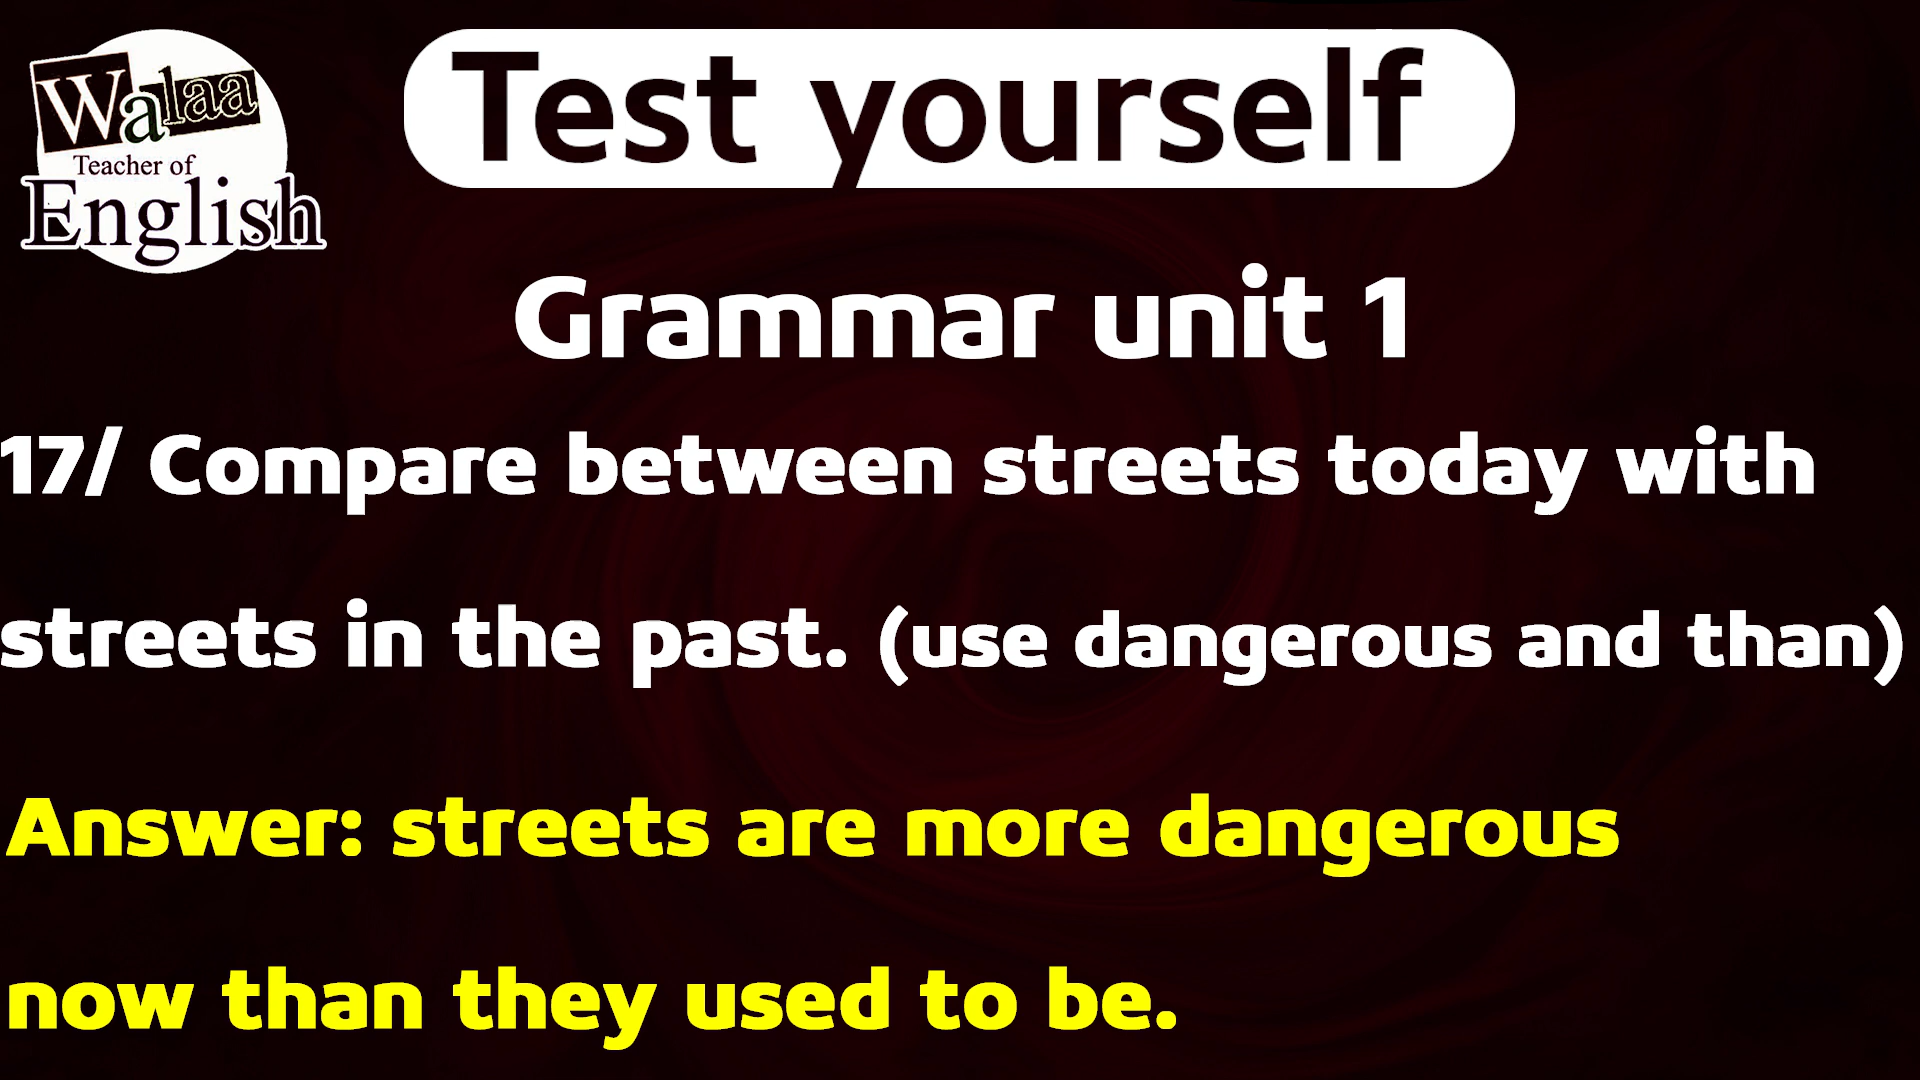 Walaa
Teacher of
English
Test yourself
Grammar unit 1
17/ Compare between streets today with
streets in the past. (use dangerous and than)
Answer: streets are more dangerous
now than they used to be.